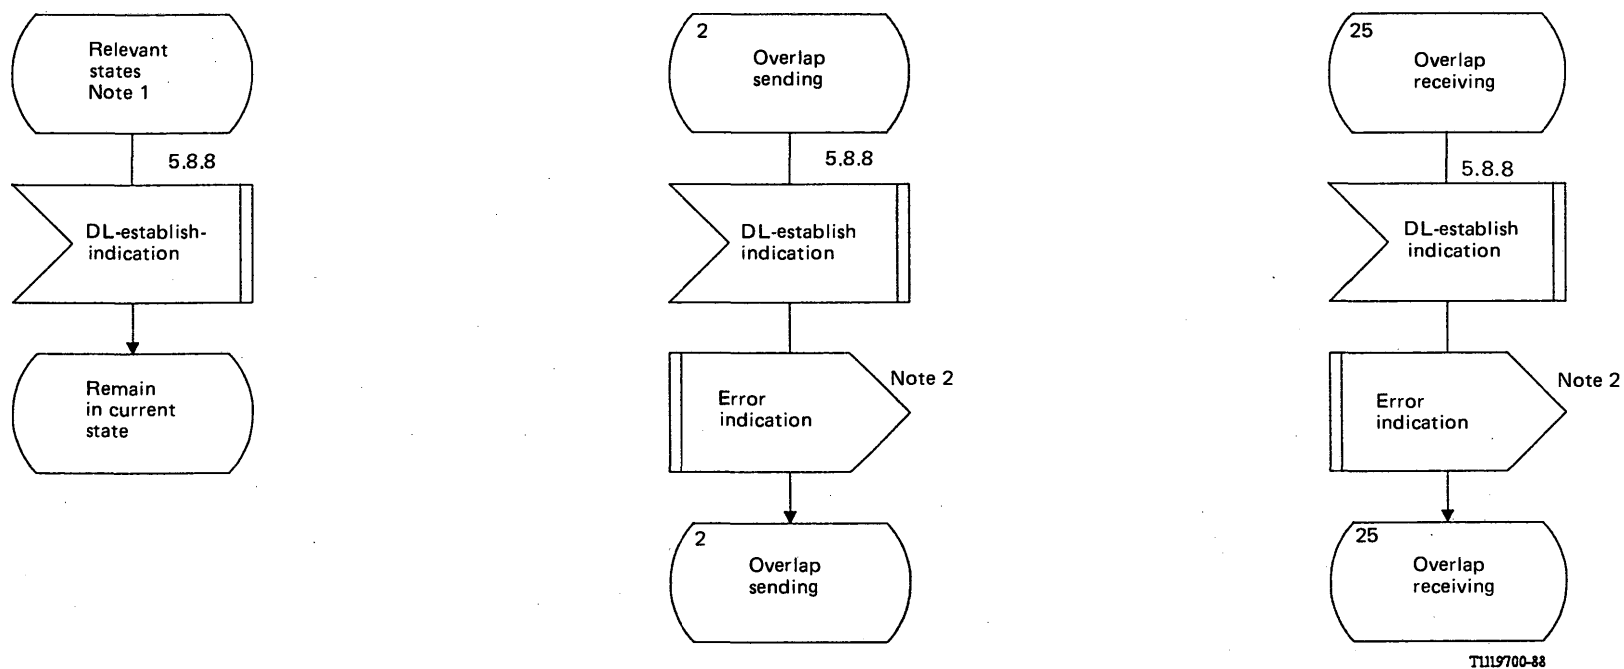 Relevant
states
Note 1
5.8.8
DL-establish-
indication
Remain
in current
state
2
Overlap
sending
5.8.8
DL-establish
indication
Note 2
Error
indication
2
Overlap
sending
25
Overlap
receiving
5.8.8
DL-establish
indication
Note 2
Error
indication
25
Overlap
receiving
T1119700-88